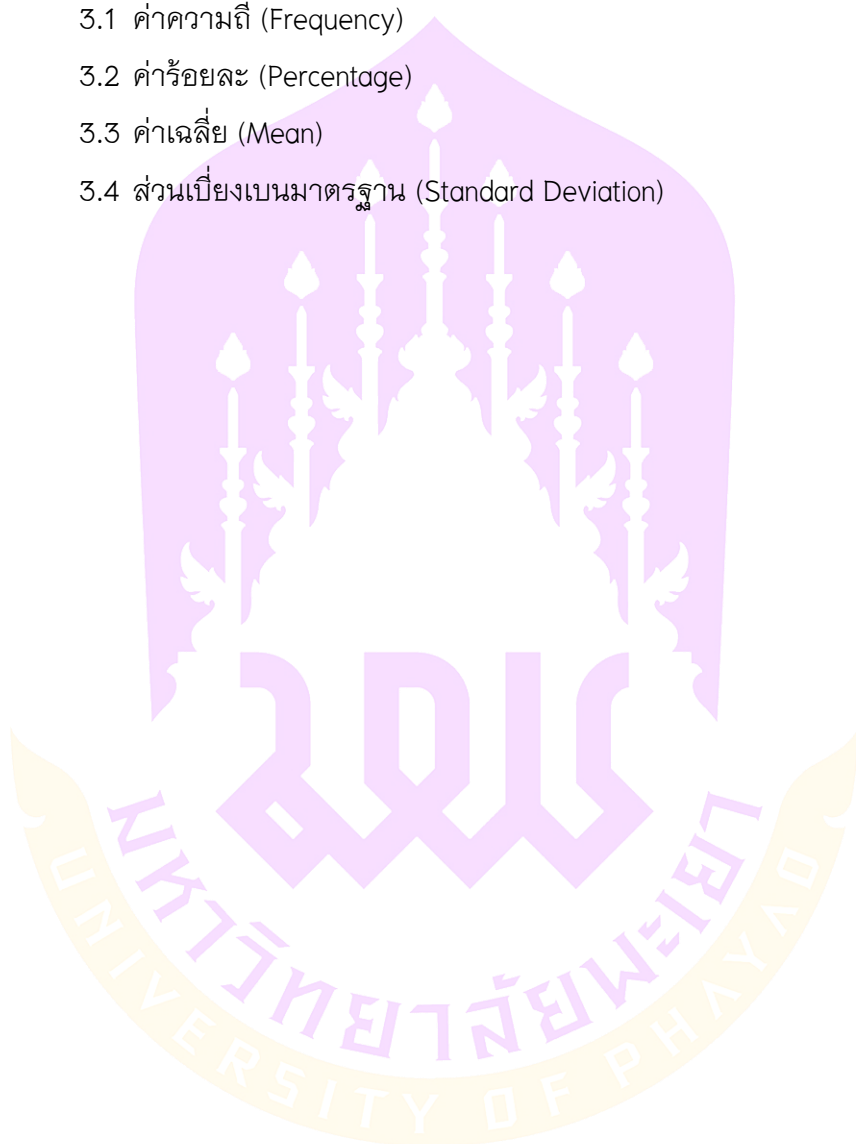 3.1 ค่าความถี่ (Frequency)
3.2 ค่าร้อยละ (Percentage)
3.3 ค่าเฉลี่ย (Mean)
3.4 ส่วนเบี่ยงเบนมาตรฐาน (Standard Deviation)
มพ
มหาวิทยาลัยพะเยา
UNIVERSITY OF PHAYAO